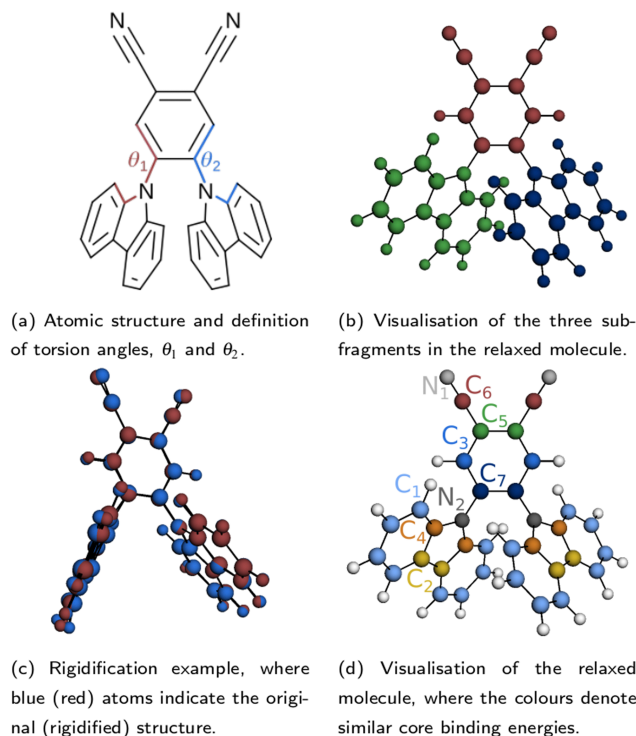 N N
θ₁ θ₂
N N
(a) Atomic structure and definition
of torsion angles, θ₁ and θ₂.
(b) Visualisation of the three sub-
fragments in the relaxed molecule.
N₁ C₆
C₅
C₃
C₇
C₁ N₂
C₄
C₂
(c) Rigidification example, where
blue (red) atoms indicate the origi-
nal (rigidified) structure.
(d) Visualisation of the relaxed
molecule, where the colours denote
similar core binding energies.